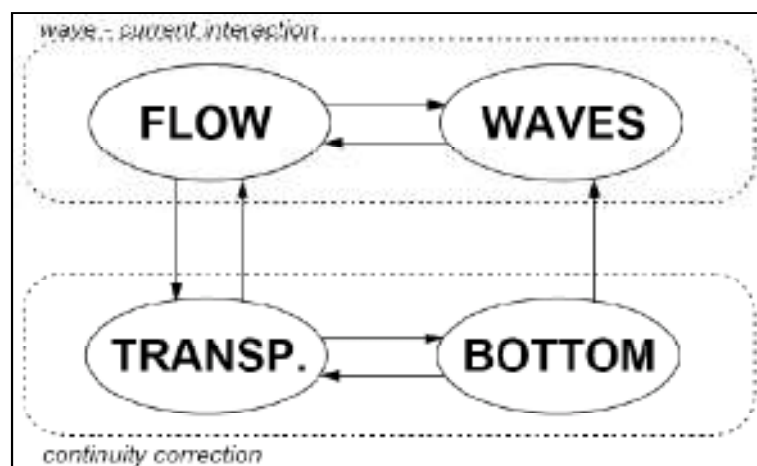 wave - current interaction
FLOW
WAVES
TRANSP.
BOTTOM
continuity correction